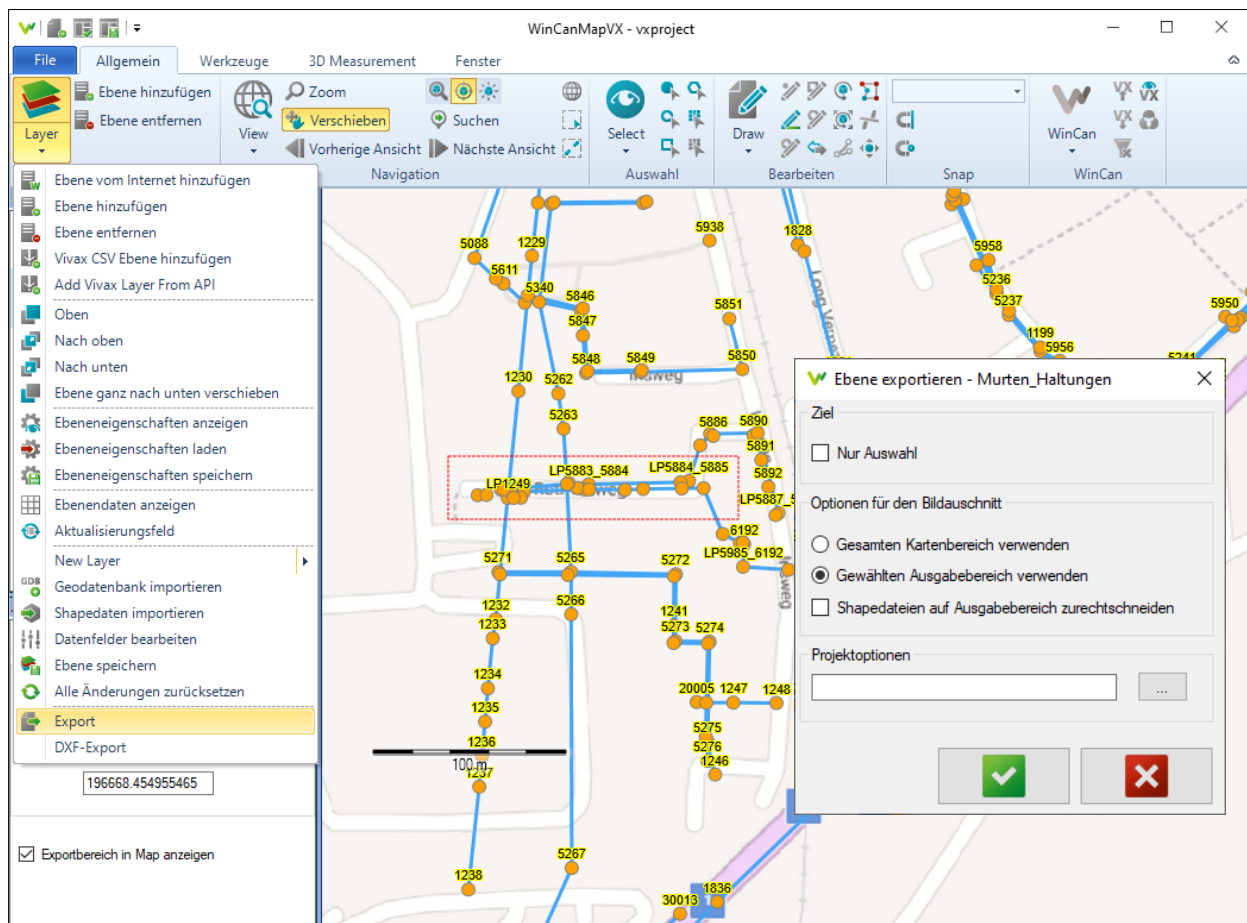 WinCanMapVX - vxproject
File
Allgemein
Werkzeuge
3D Measurement
Fenster
Layer
Ebene hinzufügen
Ebene entfernen
View
Zoom
Verschieben
Vorherige Ansicht
Suchen
Nächste Ansicht
Navigation
Select
Auswahl
Draw
Bearbeiten
Snap
WinCan
WinCan
Ebene vom Internet hinzufügen
Ebene hinzufügen
Ebene entfernen
Vivax CSV Ebene hinzufügen
Add Vivax Layer From API
Oben
Nach oben
Nach unten
Ebene ganz nach unten verschieben
Ebeneneigenschaften anzeigen
Ebeneneigenschaften laden
Ebeneneigenschaften speichern
Ebenendaten anzeigen
Aktualisierungsfeld
New Layer
GDB
Geodatenbank importieren
Shapedaten importieren
Datenfelder bearbeiten
Ebene speichern
Alle Änderungen zurücksetzen
Export
DXF-Export
196668.454955465
Exportbereich in Map anzeigen
5938
1828
5088
1229
5958
5611
5236
5340
5846
5851
5237
5950
5847
1199
5956
5848
5849
5850
5241
Irisweg
1230
5262
5263
5886
5890
5891
LP5883_5884
LP5884_5885
5892
LP1249
LP5887_5
6192
LP5985_6192
5271
5265
5272
Irisweg
1232
5266
1241
1233
5273
5274
1234
20005
1247
1248
1235
5275
1236
5276
100 m
1246
1237
5267
1238
1836
30013
Ebene exportieren - Murten_Haltungen
Ziel
Nur Auswahl
Optionen für den Bildauschnitt
Gesamten Kartenbereich verwenden
Gewählten Ausgabebereich verwenden
Shapedateien auf Ausgabebereich zurechtschneiden
Projektoptionen
...